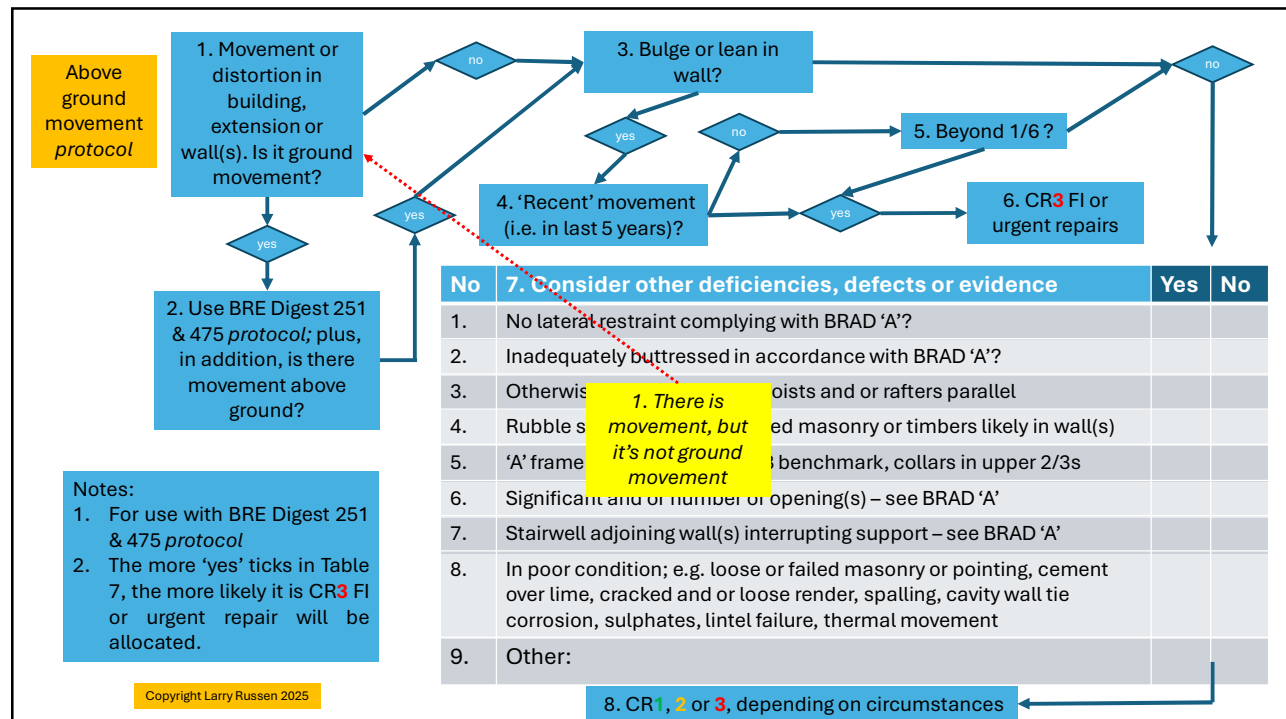 Above
ground
movement
protocol
1. Movement or
distortion in
building,
extension or
wall(s). Is it ground
movement?
no
3. Bulge or lean in
wall?
no
yes
no
5. Beyond 1/6 ?
yes
yes
4. ‘Recent’ movement
(i.e. in last 5 years)?
yes
6. CR3 FI or
urgent repairs
2. Use BRE Digest 251
& 475 protocol; plus,
in addition, is there
movement above
ground?
No 7. Consider other deficiencies, defects or evidence Yes No
1. No lateral restraint complying with BRAD ‘A’?
2. Inadequately buttressed in accordance with BRAD ‘A’?
3. oists and or rafters parallel
4. Rubble ed masonry or timbers likely in wall(s)
5. ‘A’ frame benchmark, collars in upper 2/3s
6. Significant and or number of opening(s) – see BRAD ‘A’
7. Stairwell adjoining wall(s) interrupting support – see BRAD ‘A’
8. In poor condition; e.g. loose or failed masonry or pointing, cement
over lime, cracked and or loose render, spalling, cavity wall tie
corrosion, sulphates, lintel failure, thermal movement
9. Other:
1. There is
movement, but
it’s not ground
movement
Notes:
1. For use with BRE Digest 251
& 475 protocol
2. The more ‘yes’ ticks in Table
7, the more likely it is CR3 FI
or urgent repair will be
allocated.
Copyright Larry Russen 2025
8. CR1, 2 or 3, depending on circumstances